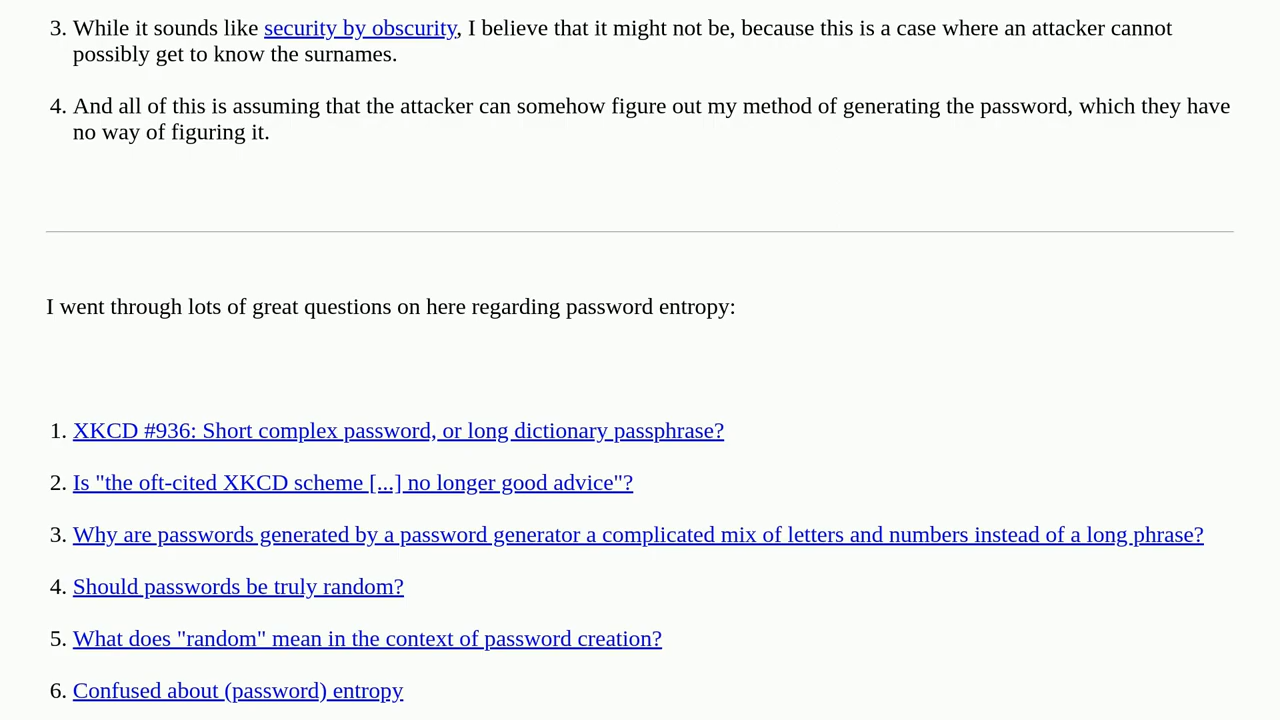 3. While it sounds like security by obscurity, I believe that it might not be, because this is a case where an attacker cannot
possibly get to know the surnames.
4. And all of this is assuming that the attacker can somehow figure out my method of generating the password, which they have
no way of figuring it.
I went through lots of great questions on here regarding password entropy:
1. XKCD #936: Short complex password, or long dictionary passphrase?
2. Is "the oft-cited XKCD scheme [...] no longer good advice"?
3. Why are passwords generated by a password generator a complicated mix of letters and numbers instead of a long phrase?
4. Should passwords be truly random?
5. What does "random" mean in the context of password creation?
6. Confused about (password) entropy